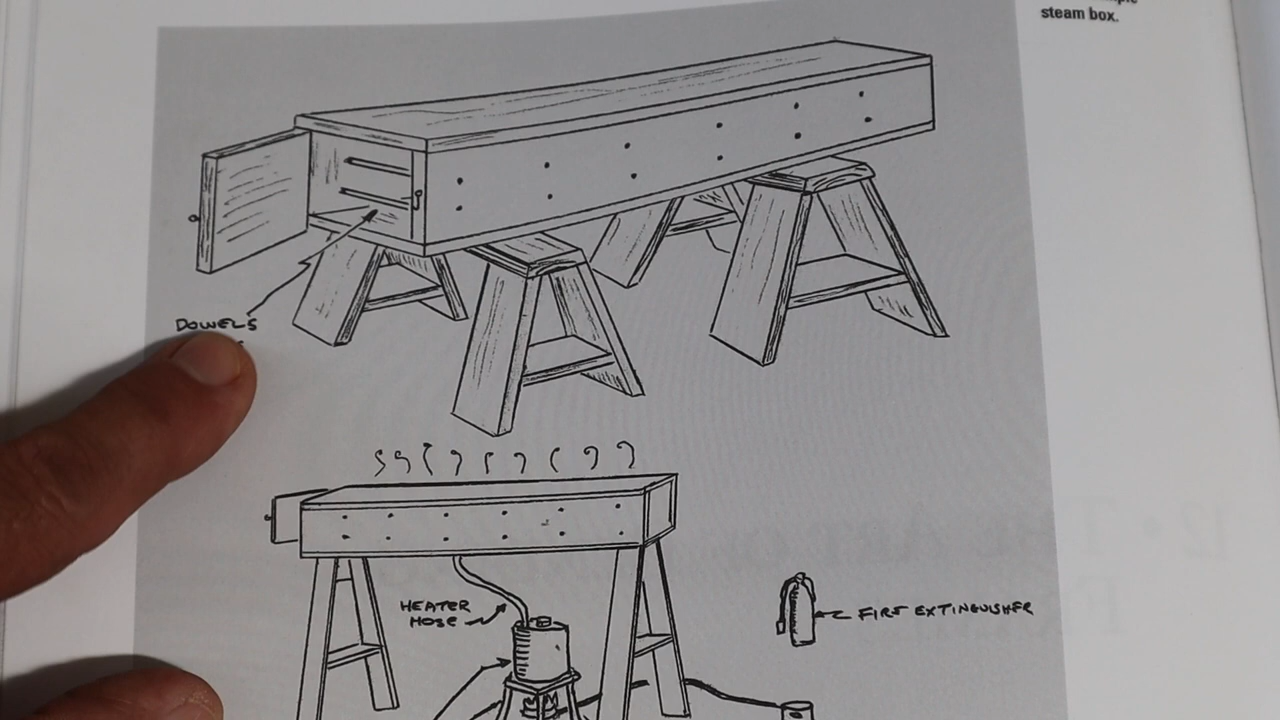 steam box.
DOWELS
HEATER
HOSE
FIRE EXTINGUISHER